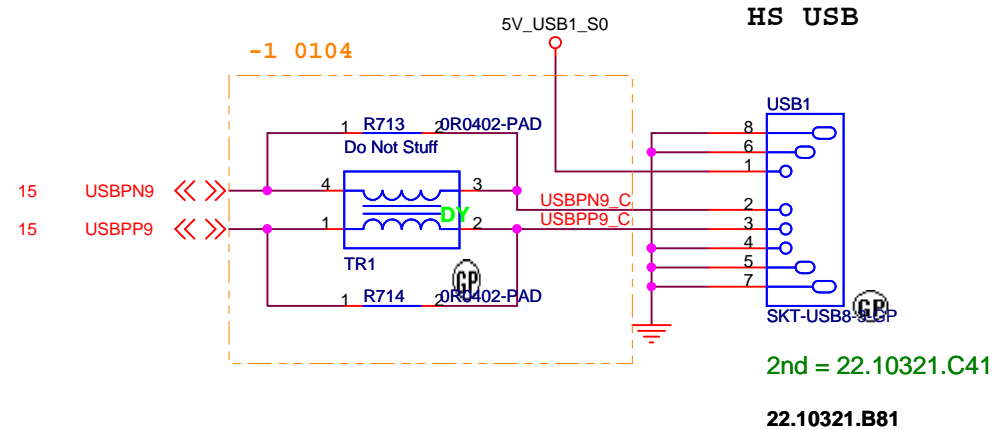 HS USB
5V_USB1_S0
-1 0104
USB1
1 R713 2 0R0402-PAD
Do Not Stuff
8
6
1
15 USBPN9 4 3
USBPN9_C 2
15 USBPP9 1 DY 2 USBPP9_C 3
4
TR1
5
GP
7
1 R714 2 0R0402-PAD
GP
SKT-USB8-9-GP
2nd = 22.10321.C41
22.10321.B81